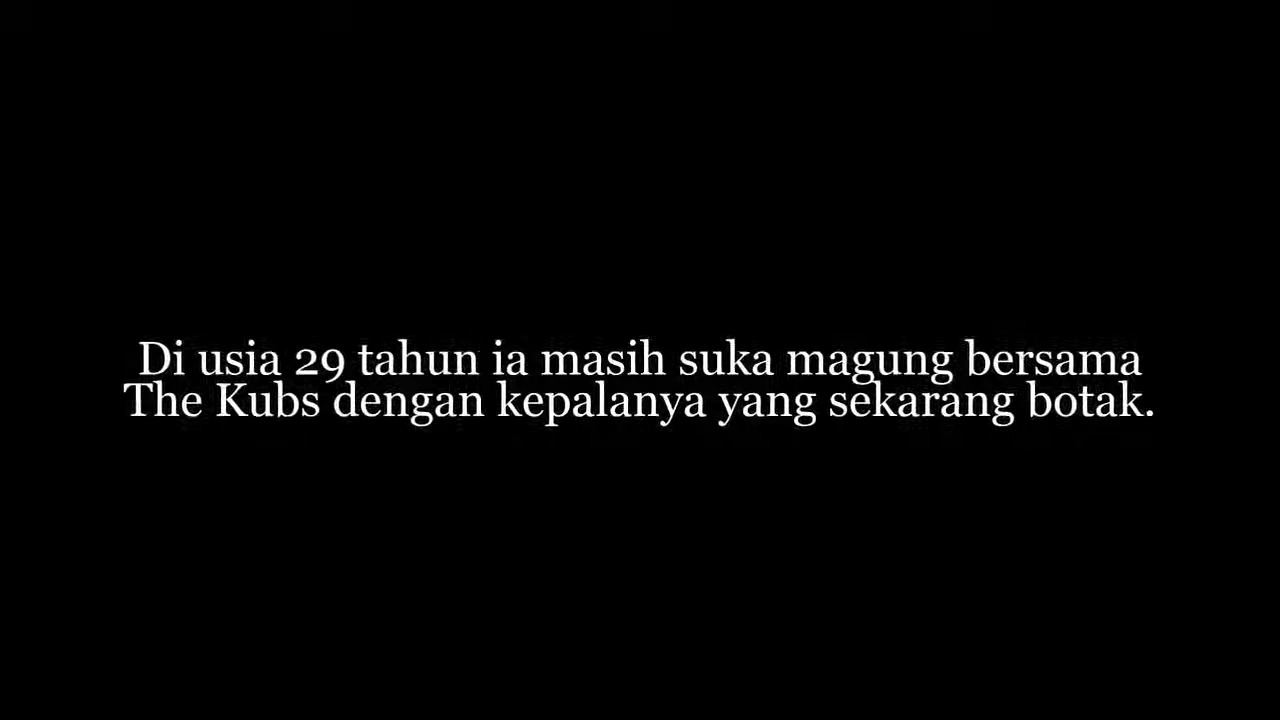 Di usia 29 tahun ia masih suka magung bersama
The Kubs dengan kepalanya yang sekarang botak.